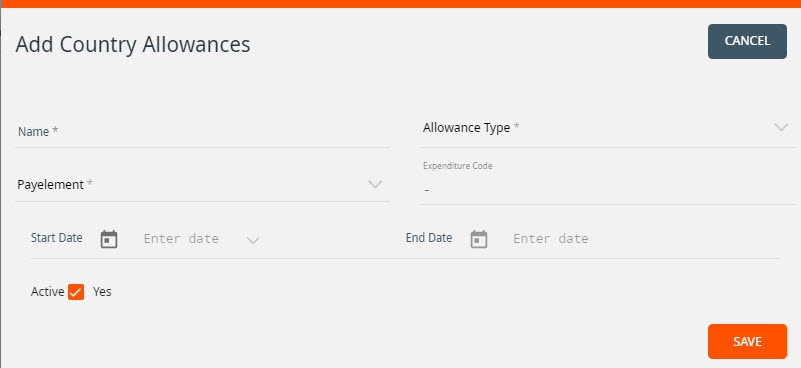 Add Country Allowances
CANCEL
Name *
Allowance Type *
Expenditure Code
Payelement *
-
Start Date Enter date
End Date Enter date
Active Yes
SAVE